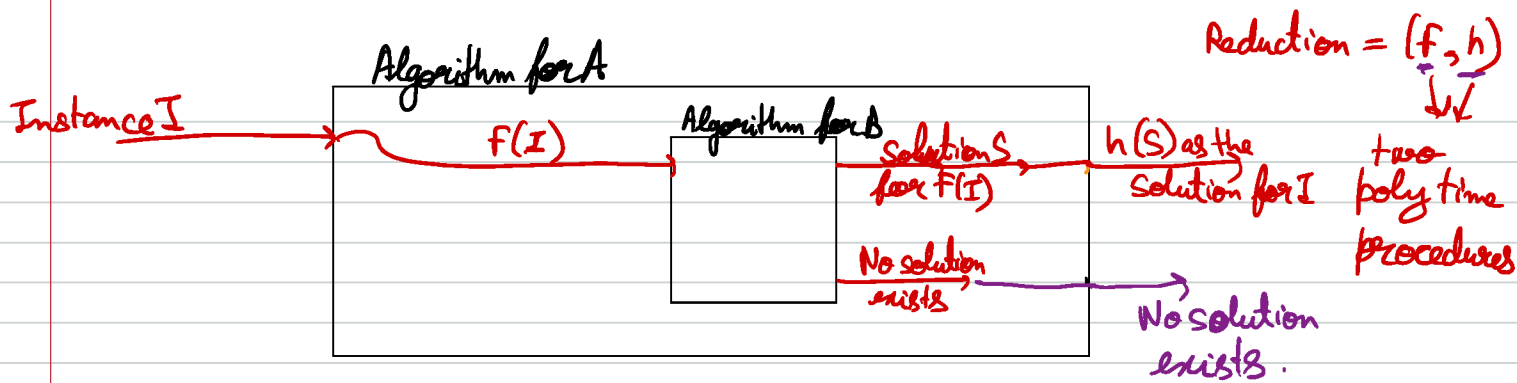 Reduction = (f, h)
Algorithm for A
Instance I
Algorithm for B
f(I)
Solution S
for f(I)
h(S) as the
solution for I
two
poly time
procedures
No solution
exists
No solution
exists.